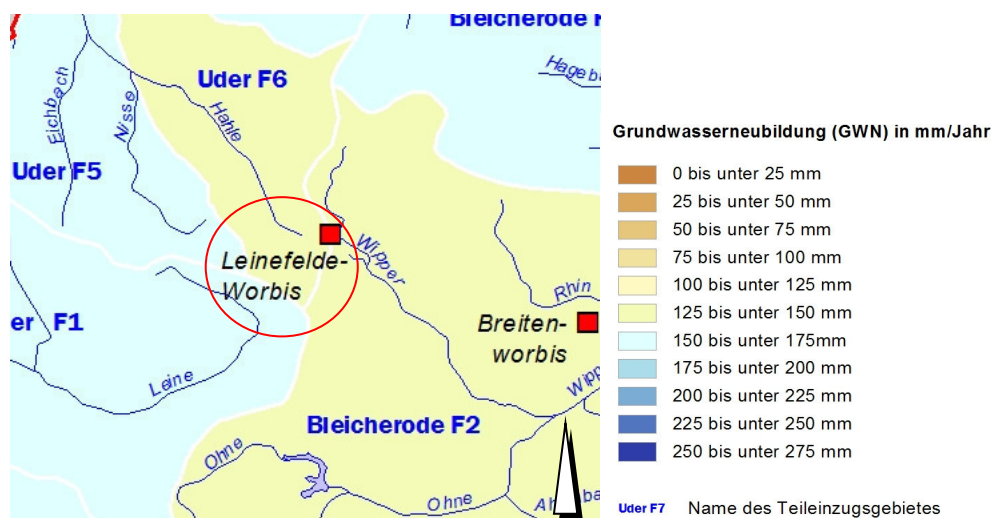 Bleicherode F
Uder F6
Hagebu
Eichbach
Nisse
Hahle
Uder F5
Wipper
Leinefelde-
Worbis
Rhin
er F1
Breiten-
worbis
Leine
Wipp
Bleicherode F2
Ohne
Ohne
Ah
ba
Grundwasserneubildung (GWN) in mm/Jahr
0 bis unter 25 mm
25 bis unter 50 mm
50 bis unter 75 mm
75 bis unter 100 mm
100 bis unter 125 mm
125 bis unter 150 mm
150 bis unter 175mm
175 bis unter 200 mm
200 bis unter 225 mm
225 bis unter 250 mm
250 bis unter 275 mm
Uder F7 Name des Teileinzugsgebietes